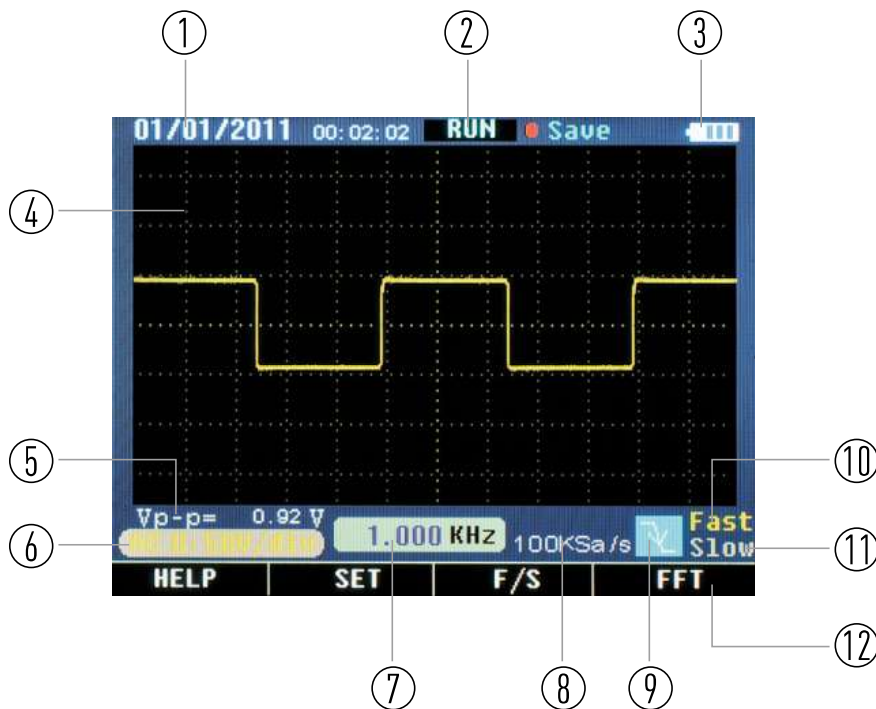 1 2 3
01/01/2011 00:02:02 RUN Save
4
5 10
Vp-p= 0.92 V Fast
6 1.000 KHz 100KSa/s Slow 11
HELP SET F/S FFT
12
7 8 9